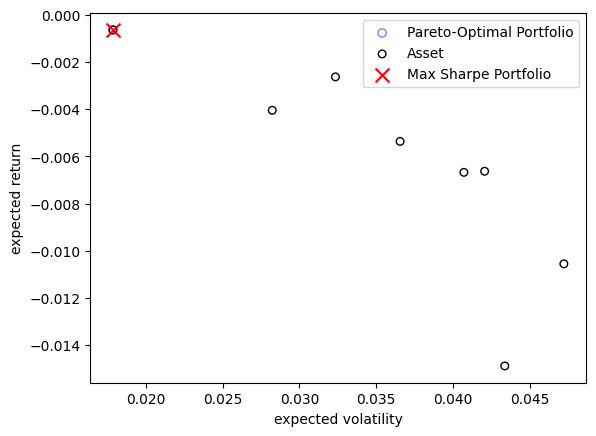 0.000
−0.002
−0.004
−0.006
−0.008
−0.010
−0.012
−0.014
expected return
Pareto-Optimal Portfolio
Asset
Max Sharpe Portfolio
0.020 0.025 0.030 0.035 0.040 0.045
expected volatility